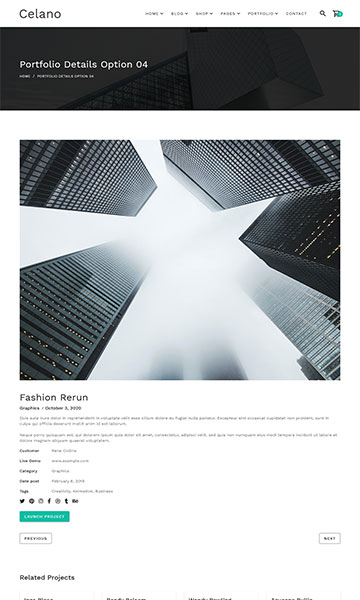 Celano
HOME BLOG SHOP PAGES PORTFOLIO CONTACT
Portfolio Details Option 04
HOME / PORTFOLIO DETAILS OPTION 04
Fashion Rerun
Graphics / October 3, 2020
Duis aute irure dolor in reprehenderit in voluptate velit esse cillum dolore eu fugiat nulla pariatur. Excepteur sint occaecat cupidatat non proident, sunt in
culpa qui officia deserunt mollit anim id est laborum.
Neque porro quisquam est, qui dolorem ipsum quia dolor sit amet, consectetur, adipisci velit, sed quia non numquam eius modi tempora incidunt ut labore et
dolore magnam aliquam quaerat voluptatem.
Customer
Live Demo www.example.com
Category Graphics
Date post February 8, 2019
Tags Creativity, Animation, Business
LAUNCH PROJECT
PREVIOUS NEXT
Related Projects